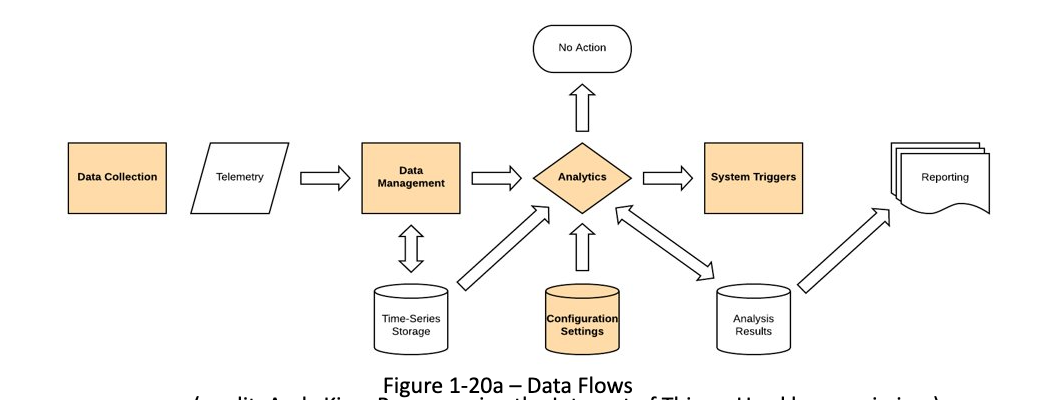 No Action
Data Collection
Telemetry
Data
Management
Analytics
System Triggers
Reporting
Time-Series
Storage
Configuration
Settings
Analysis
Results
Figure 1-20a – Data Flows